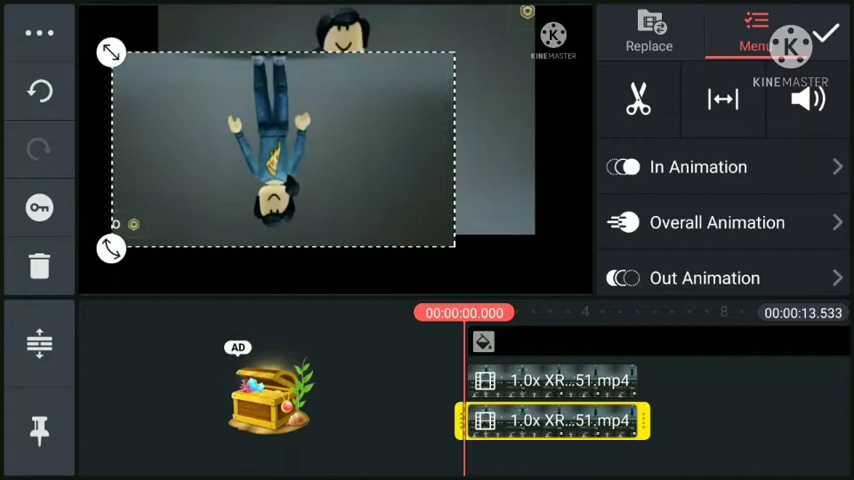 Replace
Menu
KINEMASTER
KINEMASTER
In Animation
Overall Animation
Out Animation
00:00:00.000
4
8
00:00:13.533
AD
1.0x XR...51.mp4
1.0x XR...51.mp4